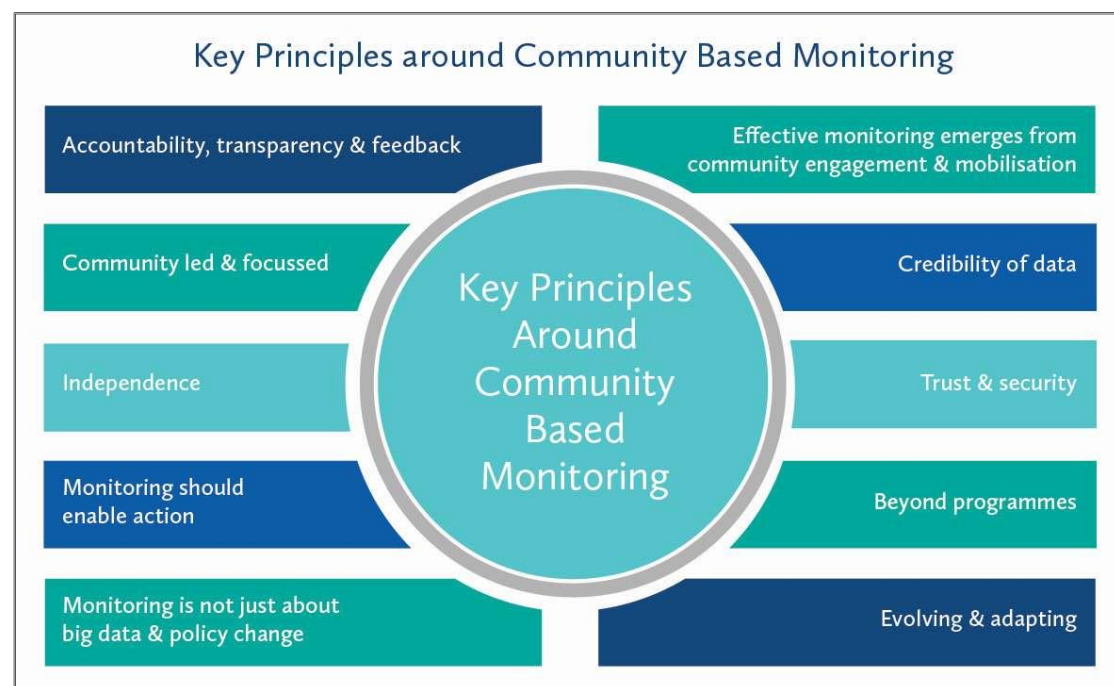 Key Principles around Community Based Monitoring
Accountability, transparency & feedback
Effective monitoring emerges from
community engagement & mobilisation
Community led & focussed
Credibility of data
Key Principles
Around
Community
Based
Monitoring
Independence
Trust & security
Monitoring should
enable action
Beyond programmes
Monitoring is not just about
big data & policy change
Evolving & adapting